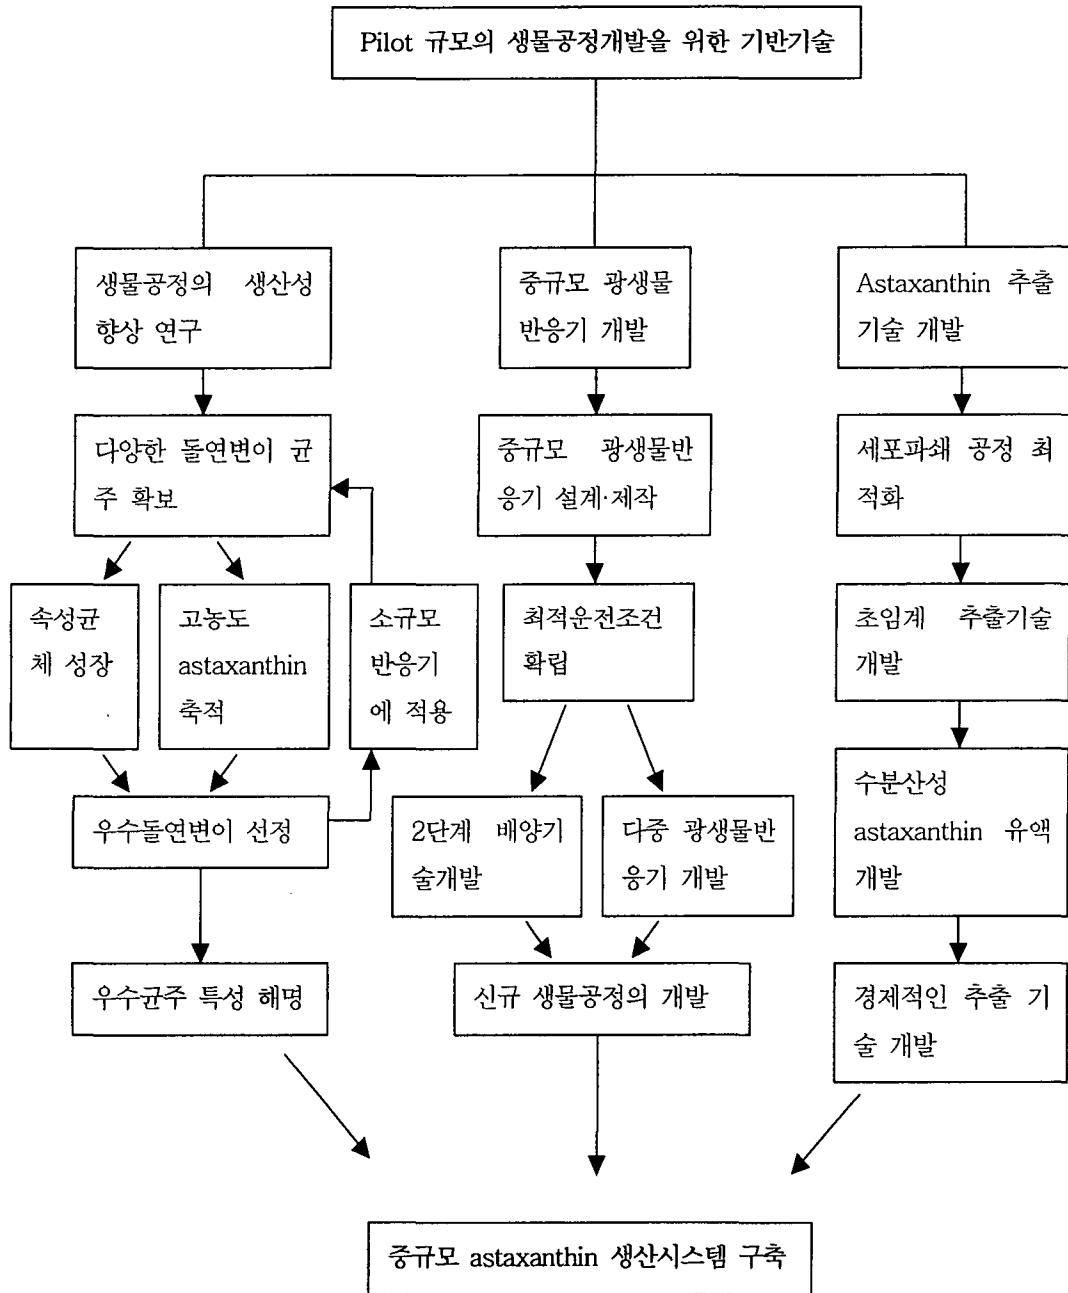 Pilot 규모의 생물공정개발을 위한 기반기술
생물공정의 생산성
향상 연구
중규모 광생물
반응기 개발
Astaxanthin 추출
기술 개발
다양한 돌연변이 균
주 확보
중규모 광생물반
응기 설계·제작
세포파쇄 공정 최
적화
속성균
체 성장
고농도
astaxanthin
축적
소규모
반응기
에 적용
최적운전조건
확립
초임계 추출기술
개발
우수돌연변이 선정
2단계 배양기
술개발
다중 광생물반
응기 개발
수분산성
astaxanthin 유액
개발
우수균주 특성 해명
신규 생물공정의 개발
경제적인 추출 기
술 개발
중규모 astaxanthin 생산시스템 구축